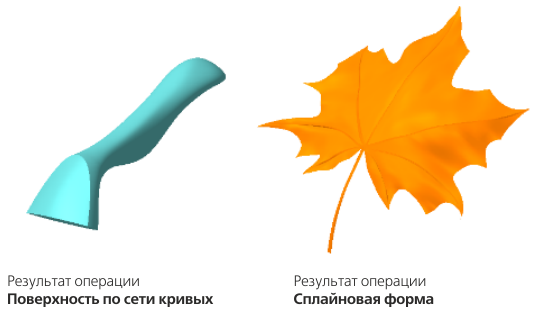 Результат операции
Поверхность по сети кривых
Результат операции
Сплайновая форма